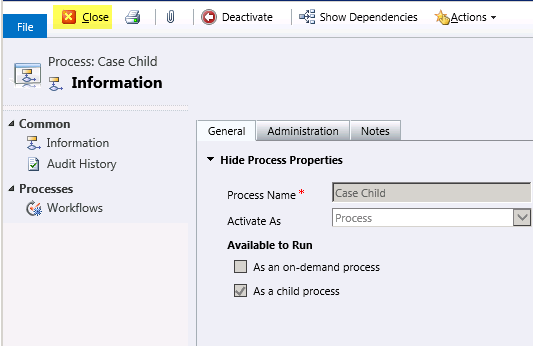 File
Close
Deactivate
Show Dependencies
Actions
Process: Case Child
Information
Common
Information
Audit History
Processes
Workflows
General
Administration
Notes
Hide Process Properties
Process Name *
Case Child
Activate As
Process
Available to Run
As an on-demand process
As a child process